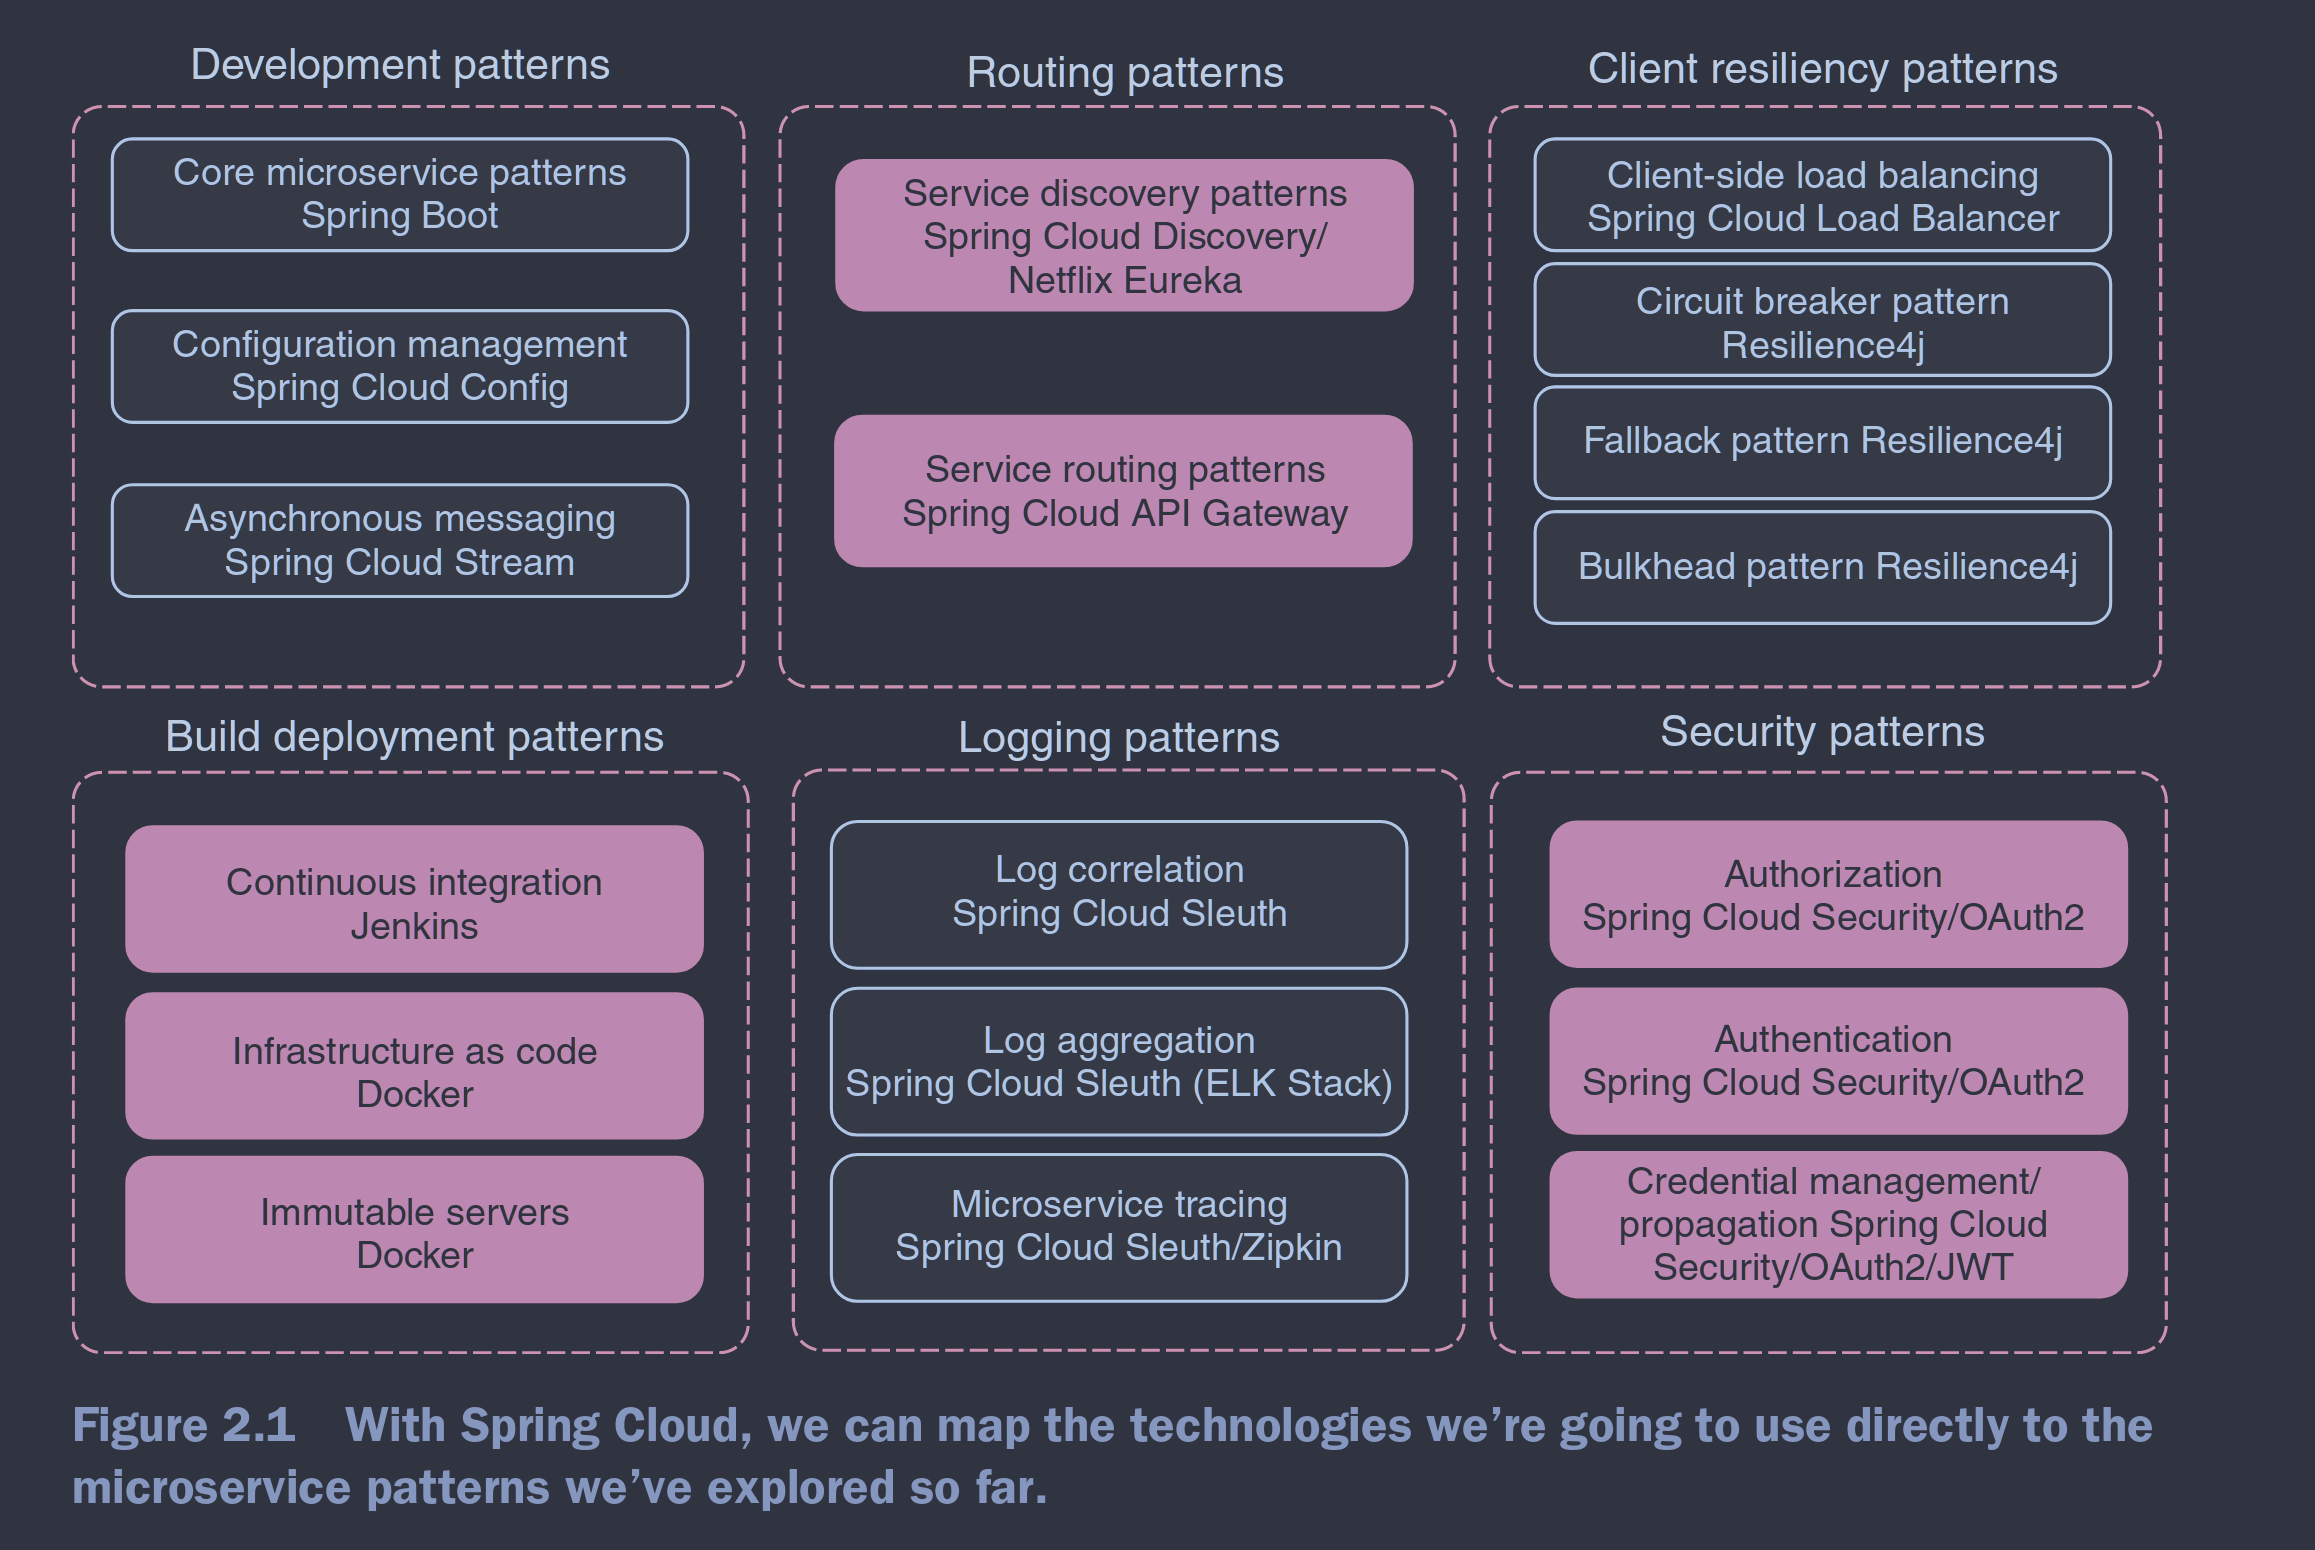 Development patterns
Core microservice patterns
Spring Boot
Configuration management
Spring Cloud Config
Asynchronous messaging
Spring Cloud Stream
Routing patterns
Service discovery patterns
Spring Cloud Discovery/
Netflix Eureka
Service routing patterns
Spring Cloud API Gateway
Client resiliency patterns
Client-side load balancing
Spring Cloud Load Balancer
Circuit breaker pattern
Resilience4j
Fallback pattern Resilience4j
Bulkhead pattern Resilience4j
Build deployment patterns
Continuous integration
Jenkins
Infrastructure as code
Docker
Immutable servers
Docker
Logging patterns
Log correlation
Spring Cloud Sleuth
Log aggregation
Spring Cloud Sleuth (ELK Stack)
Microservice tracing
Spring Cloud Sleuth/Zipkin
Security patterns
Authorization
Spring Cloud Security/OAuth2
Authentication
Spring Cloud Security/OAuth2
Credential management/
propagation Spring Cloud
Security/OAuth2/JWT
Figure 2.1 With Spring Cloud, we can map the technologies we’re going to use directly to the
microservice patterns we’ve explored so far.